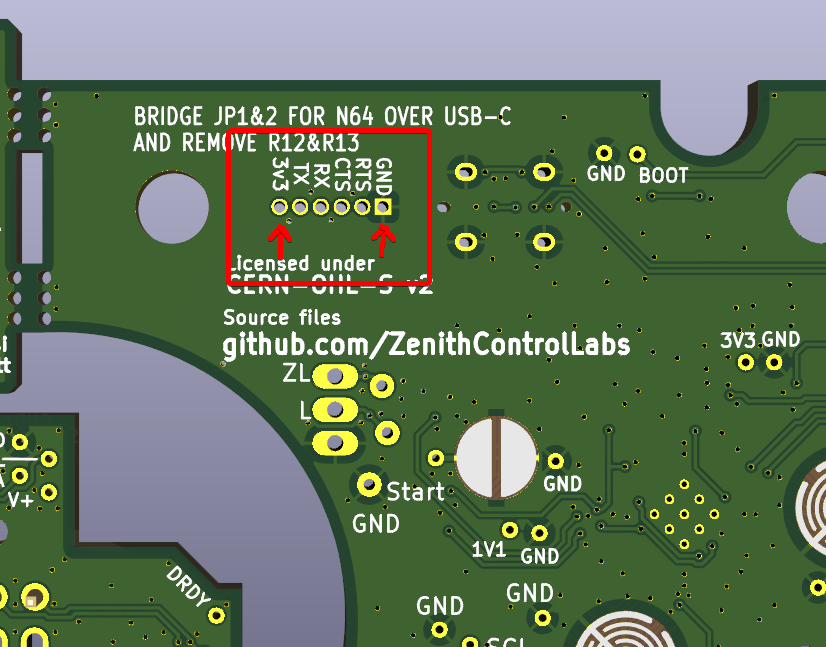 BRIDGE JP1&2 FOR N64 OVER USB-C
AND REMOVE R12&R13
3V3
TX
RX
CTS
RTS
GND
GND
BOOT
Licensed under
CERN-OHL-S v2
Source files
github.com/ZenithControlLabs
3V3 GND
ZL
L
Start
GND
GND
V+
1V1
GND
DRDY
GND
GND
SCL